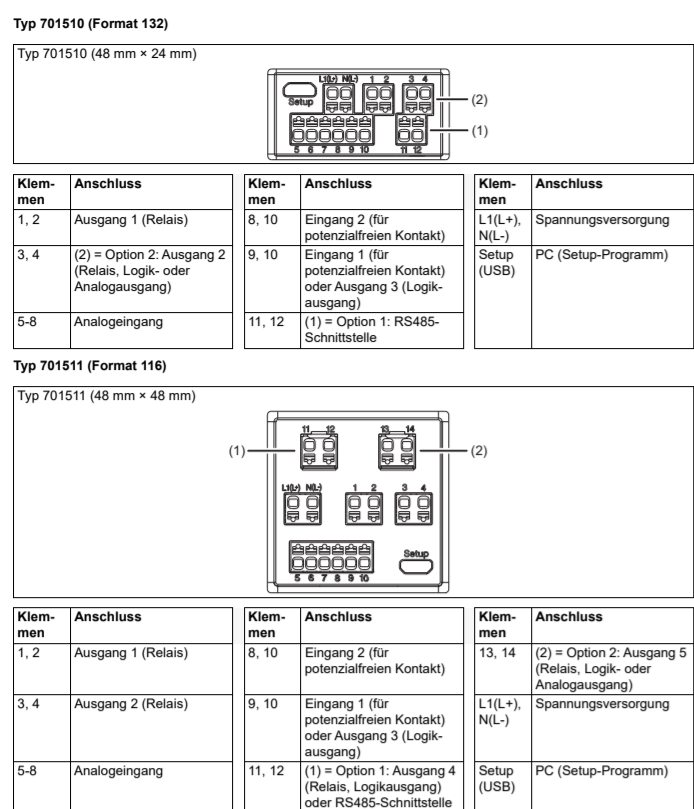 Typ 701510 (Format 132)
Typ 701510 (48 mm × 24 mm)
L1(L+) N(L-) 1 2 3 4
Setup
(2)
(1)
5 6 7 8 9 10 11 12
Klem-
men
Anschluss
1, 2
Ausgang 1 (Relais)
3, 4
(2) = Option 2: Ausgang 2
(Relais, Logik- oder
Analogausgang)
5-8
Analogeingang
Klem-
men
Anschluss
8, 10
Eingang 2 (für
potenzialfreien Kontakt)
9, 10
Eingang 1 (für
potenzialfreien Kontakt)
oder Ausgang 3 (Logik-
ausgang)
11, 12
(1) = Option 1: RS485-
Schnittstelle
Klem-
men
Anschluss
L1(L+),
N(L-)
Spannungsversorgung
Setup
(USB)
PC (Setup-Programm)
Typ 701511 (Format 116)
Typ 701511 (48 mm × 48 mm)
11 12 13 14
(1)
(2)
L1(L+) N(L-) 1 2 3 4
Setup
5 6 7 8 9 10
Klem-
men
Anschluss
1, 2
Ausgang 1 (Relais)
3, 4
Ausgang 2 (Relais)
5-8
Analogeingang
Klem-
men
Anschluss
8, 10
Eingang 2 (für
potenzialfreien Kontakt)
9, 10
Eingang 1 (für
potenzialfreien Kontakt)
oder Ausgang 3 (Logik-
ausgang)
11, 12
(1) = Option 1: Ausgang 4
(Relais, Logikausgang)
oder RS485-Schnittstelle
Klem-
men
Anschluss
13, 14
(2) = Option 2: Ausgang 5
(Relais, Logik- oder
Analogausgang)
L1(L+),
N(L-)
Spannungsversorgung
Setup
(USB)
PC (Setup-Programm)